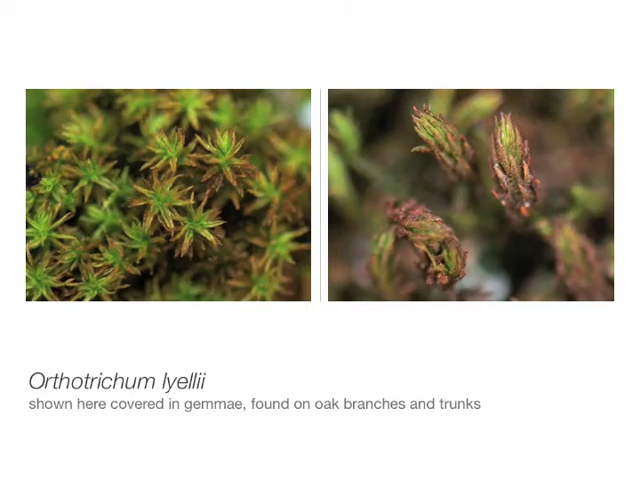 Orthotrichum lyellii
shown here covered in gemmae, found on oak branches and trunks